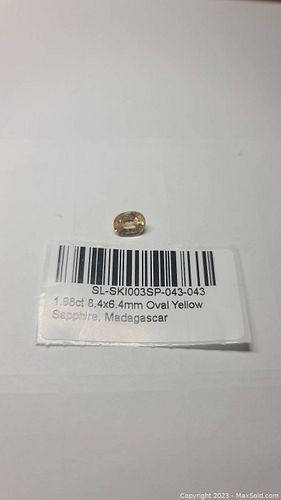 SL-SKI003SP-043-043
1.98ct 8.4x6.4mm Oval Yellow
Sapphire, Madagascar
Copyright 2023 - MaxSold.com